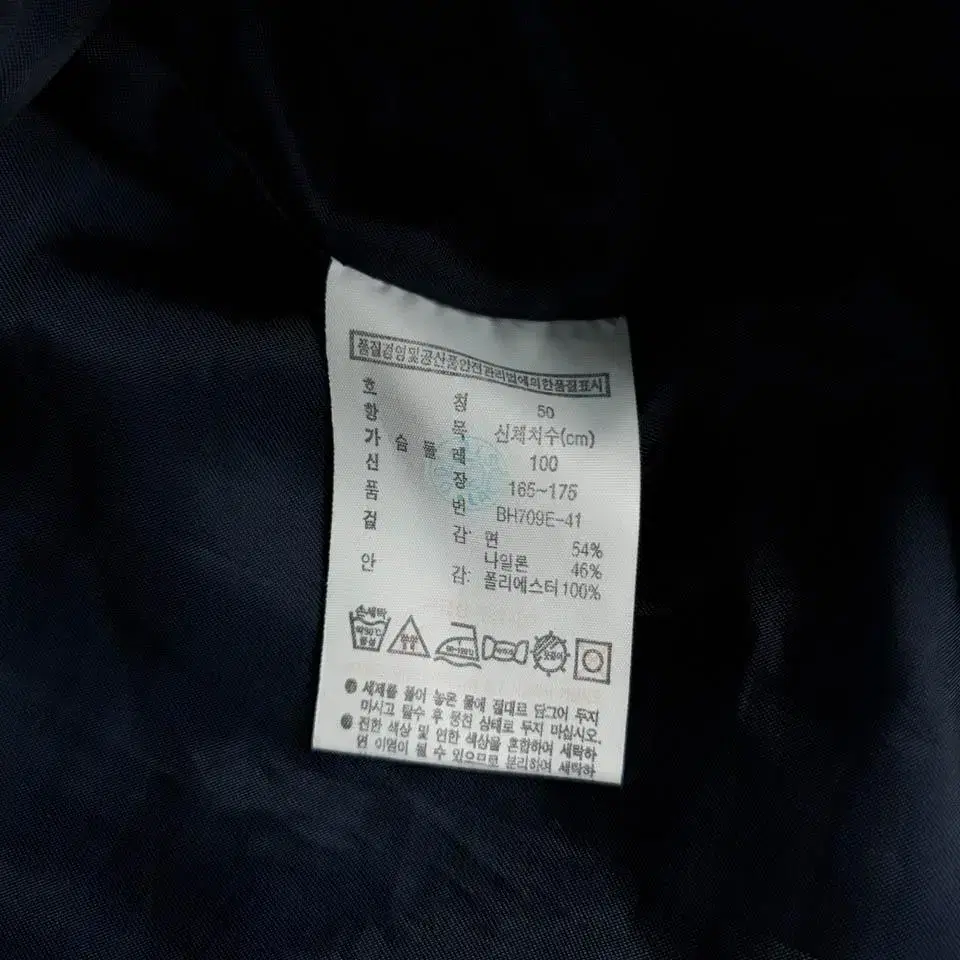 품질경영및공산품안전관리법에의한품질표시
호 칭 50
항 목 신체치수(cm)
가 슴 둘 레 100
신 장 165~175
품 번 BH709E-41
겉 감: 면 54%
나일론 46%
안 감: 폴리에스터 100%
손세탁
중성
세제를 풀어 놓은 물에 절대로 담그어 두지
마시고 탈수 후 뭉친 상태로 두지 마십시오.
진한 색상 및 연한 색상을 혼합하여 세탁하
면 이염이 될 수 있으므로 분리하여 세탁하